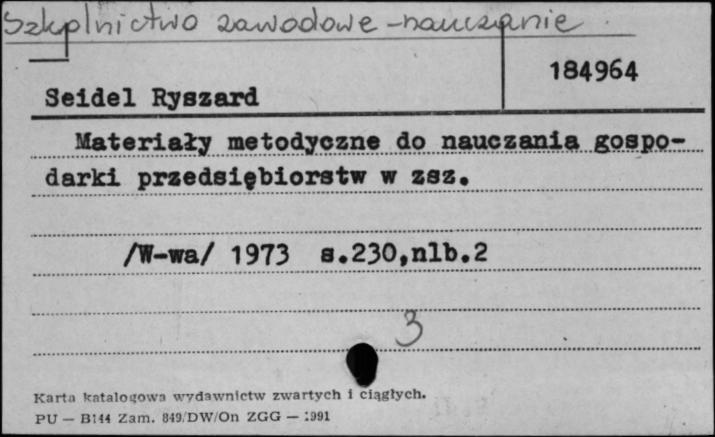 Szkolnictwo zawodowe - nauczanie
184964
Seidel Ryszard
Materiały metodyczne do nauczania gospo-
darki przedsiębiorstw w zsz.
/W-wa/ 1973 s.230,nlb.2
3
Karta katalogowa wydawnictw zwartych i ciągłych.
PU — B144 Zam. 849/DW/On ZGG — 1991